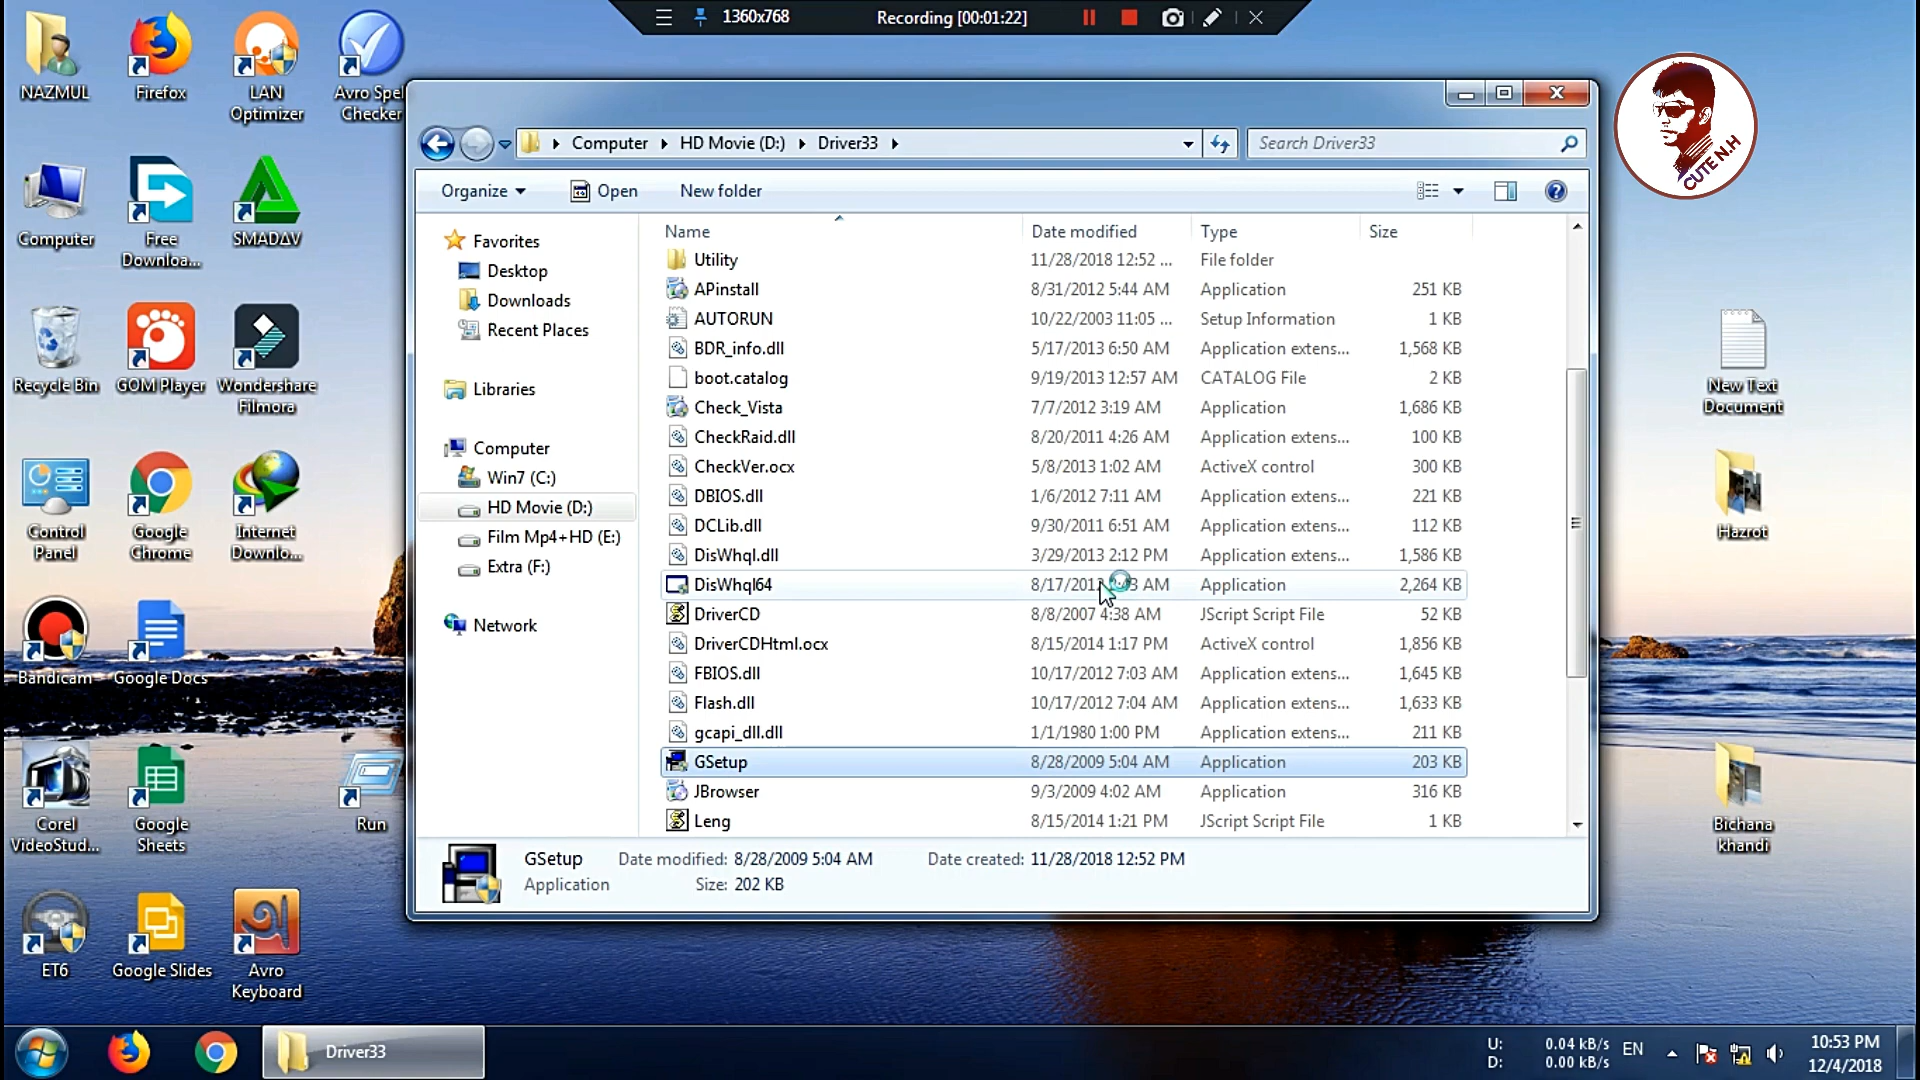 1360x768
Recording [00:01:22]
NAZMUL
Firefox
LAN
Optimizer
Avro Spel
Checker
Computer
Free
Downloa...
SMADΔV
Recycle Bin
GOM Player
Wondershare
Filmora
Control
Panel
Google
Chrome
Internet
Downlo...
Bandicam
Google Docs
Corel
VideoStud...
Google
Sheets
Run
ET6
Google Slides
Avro
Keyboard
Computer
HD Movie (D:)
Driver33
Search Driver33
Organize
Open
New folder
Favorites
Desktop
Downloads
Recent Places
Libraries
Computer
Win7 (C:)
HD Movie (D:)
Film Mp4+HD (E:)
Extra (F:)
Network
Name Date modified Type Size
Utility 11/28/2018 12:52 ... File folder
APinstall 8/31/2012 5:44 AM Application 251 KB
AUTORUN 10/22/2003 11:05 ... Setup Information 1 KB
BDR_info.dll 5/17/2013 6:50 AM Application extens... 1,568 KB
boot.catalog 9/19/2013 12:57 AM CATALOG File 2 KB
Check_Vista 7/7/2012 3:19 AM Application 1,686 KB
CheckRaid.dll 8/20/2011 4:26 AM Application extens... 100 KB
CheckVer.ocx 5/8/2013 1:02 AM ActiveX control 300 KB
DBIOS.dll 1/6/2012 7:11 AM Application extens... 221 KB
DCLib.dll 9/30/2011 6:51 AM Application extens... 112 KB
DisWhql.dll 3/29/2013 2:12 PM Application extens... 1,586 KB
DisWhql64 AM Application 2,264 KB
DriverCD 8/8/2007 4:38 AM JScript Script File 52 KB
DriverCDHtml.ocx 8/15/2014 1:17 PM ActiveX control 1,856 KB
FBIOS.dll 10/17/2012 7:03 AM Application extens... 1,645 KB
Flash.dll 10/17/2012 7:04 AM Application extens... 1,633 KB
gcapi_dll.dll 1/1/1980 1:00 PM Application extens... 211 KB
GSetup 8/28/2009 5:04 AM Application 203 KB
JBrowser 9/3/2009 4:02 AM Application 316 KB
Leng 8/15/2014 1:21 PM JScript Script File 1 KB
GSetup Date modified: 8/28/2009 5:04 AM Date created: 11/28/2018 12:52 PM
Application Size: 202 KB
CUTE N.H
New Text
Document
Hazrot
Bichana
khandi
Driver33
U: 0.04 kB/s
D: 0.00 kB/s
EN
10:53 PM
12/4/2018